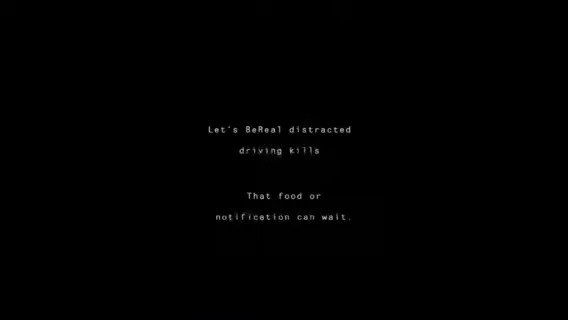 Let's BeReal distracted
driving kills
That food or
notification can wait.